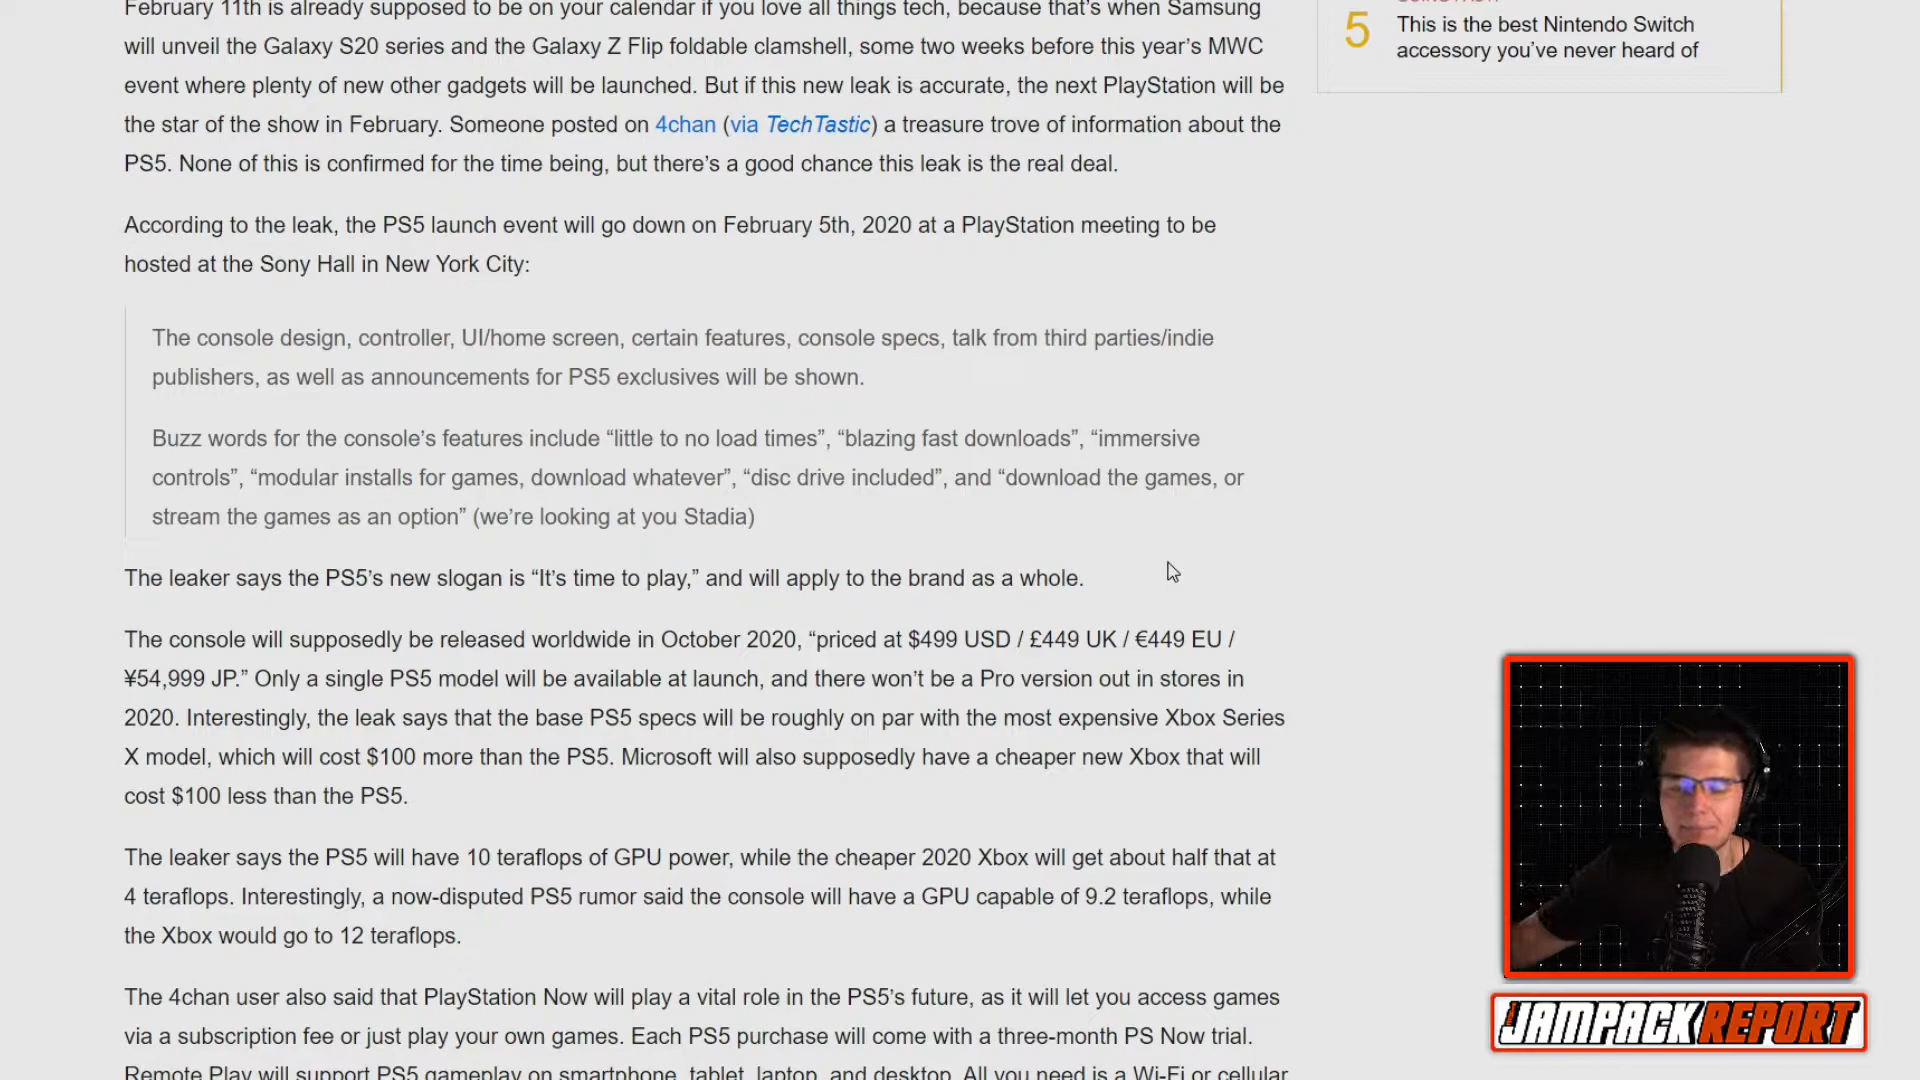 February 11th is already supposed to be on your calendar if you love all things tech, because that’s when Samsung
will unveil the Galaxy S20 series and the Galaxy Z Flip foldable clamshell, some two weeks before this year’s MWC
event where plenty of new other gadgets will be launched. But if this new leak is accurate, the next PlayStation will be
the star of the show in February. Someone posted on 4chan (via TechTastic) a treasure trove of information about the
PS5. None of this is confirmed for the time being, but there’s a good chance this leak is the real deal.
According to the leak, the PS5 launch event will go down on February 5th, 2020 at a PlayStation meeting to be
hosted at the Sony Hall in New York City:
The console design, controller, UI/home screen, certain features, console specs, talk from third parties/indie
publishers, as well as announcements for PS5 exclusives will be shown.
Buzz words for the console’s features include “little to no load times”, “blazing fast downloads”, “immersive
controls”, “modular installs for games, download whatever”, “disc drive included”, and “download the games, or
stream the games as an option” (we’re looking at you Stadia)
The leaker says the PS5’s new slogan is “It’s time to play,” and will apply to the brand as a whole.
The console will supposedly be released worldwide in October 2020, “priced at $499 USD / £449 UK / €449 EU /
¥54,999 JP.” Only a single PS5 model will be available at launch, and there won’t be a Pro version out in stores in
2020. Interestingly, the leak says that the base PS5 specs will be roughly on par with the most expensive Xbox Series
X model, which will cost $100 more than the PS5. Microsoft will also supposedly have a cheaper new Xbox that will
cost $100 less than the PS5.
The leaker says the PS5 will have 10 teraflops of GPU power, while the cheaper 2020 Xbox will get about half that at
4 teraflops. Interestingly, a now-disputed PS5 rumor said the console will have a GPU capable of 9.2 teraflops, while
the Xbox would go to 12 teraflops.
The 4chan user also said that PlayStation Now will play a vital role in the PS5’s future, as it will let you access games
via a subscription fee or just play your own games. Each PS5 purchase will come with a three-month PS Now trial.
Remote Play will support PS5 gameplay on smartphone, tablet, laptop, and desktop. All you need is a Wi-Fi or cellular
5
This is the best Nintendo Switch
accessory you’ve never heard of
JAMPACK REPORT